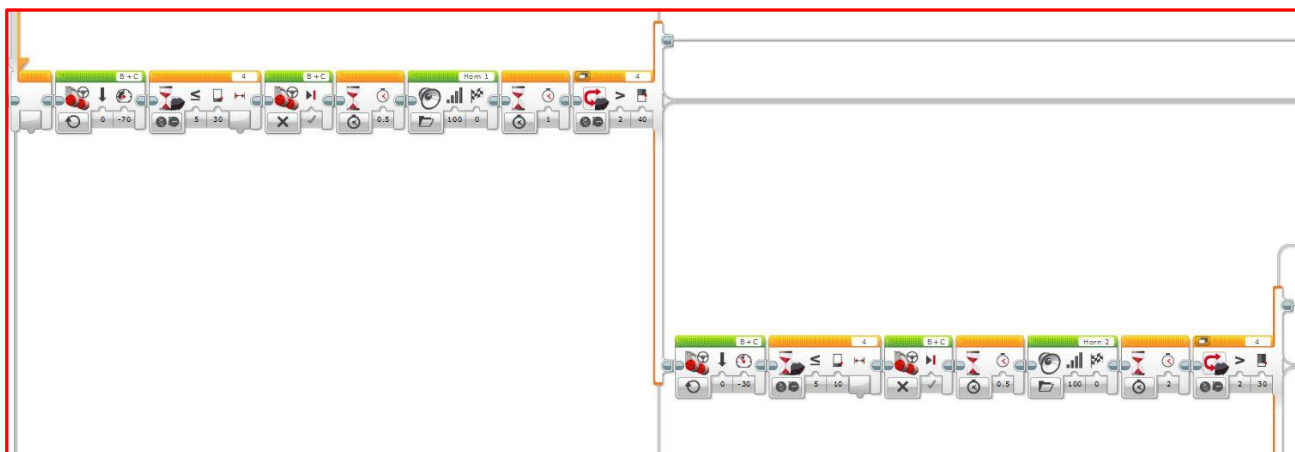 B + C 4 B + C Horn 1 4
≤ >
0 -70 5 30 0.5 100 0 1 2 40
B + C 4 B + C Horn 2 4
≤ >
0 -30 5 10 0.5 100 0 2 2 30